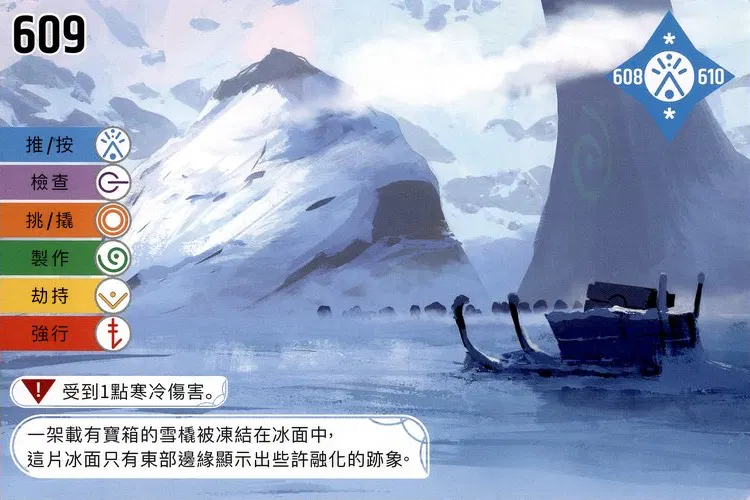 609
*
608 610
*
推/按
檢查
挑/撬
製作
劫持
強行
! 受到1點寒冷傷害。
一架載有寶箱的雪橇被凍結在冰面中,
這片冰面只有東部邊緣顯示出些許融化的跡象。